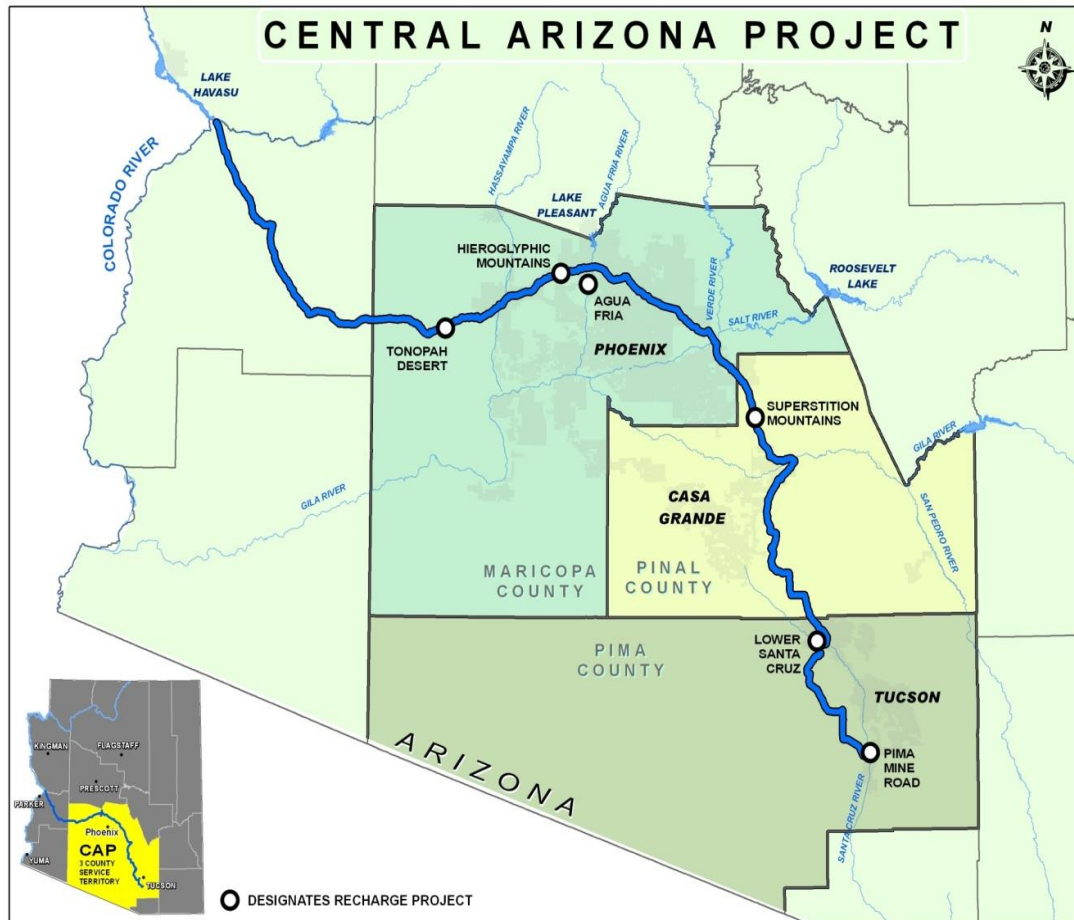 CENTRAL ARIZONA PROJECT
N
LAKE
HAVASU
COLORADO RIVER
HASSAYAMPA RIVER
LAKE
PLEASANT
AGUA FRIA RIVER
HIEROGLYPHIC
MOUNTAINS
AGUA
FRIA
VERDE RIVER
ROOSEVELT
LAKE
SALT RIVER
TONOPAH
DESERT
PHOENIX
SUPERSTITION
MOUNTAINS
GILA RIVER
GILA RIVER
CASA
GRANDE
SAN PEDRO RIVER
MARICOPA
COUNTY
PINAL
COUNTY
LOWER
SANTA
CRUZ
PIMA
COUNTY
TUCSON
ARIZONA
PIMA
MINE
ROAD
SANTA CRUZ RIVER
KINGMAN
FLAGSTAFF
PRESCOTT
PARKER
Phoenix
CAP
3 COUNTY
SERVICE
TERRITORY
YUMA
TUCSON
DESIGNATES RECHARGE PROJECT